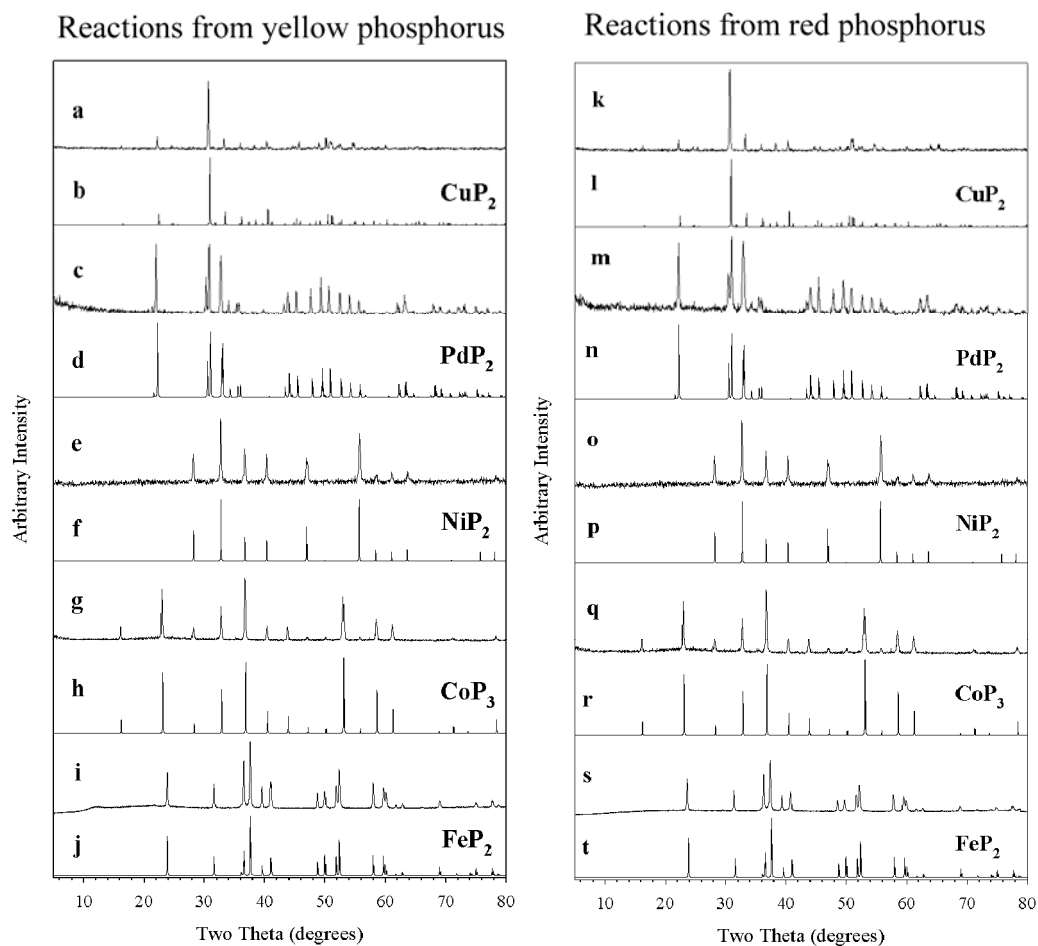 Reactions from yellow phosphorus
Reactions from red phosphorus
a
b
CuP2
c
d
PdP2
e
f
NiP2
g
h
CoP3
i
j
FeP2
Arbitrary Intensity
10 20 30 40 50 60 70 80
Two Theta (degrees)
k
l
CuP2
m
n
PdP2
o
p
NiP2
q
r
CoP3
s
t
FeP2
Arbitrary Intensity
10 20 30 40 50 60 70 80
Two Theta (degrees)